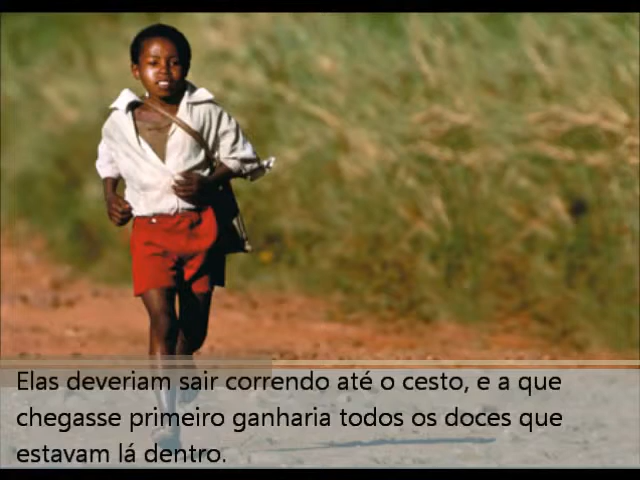 Elas deveriam sair correndo até o cesto, e a que
chegasse primeiro ganharia todos os doces que
estavam lá dentro.